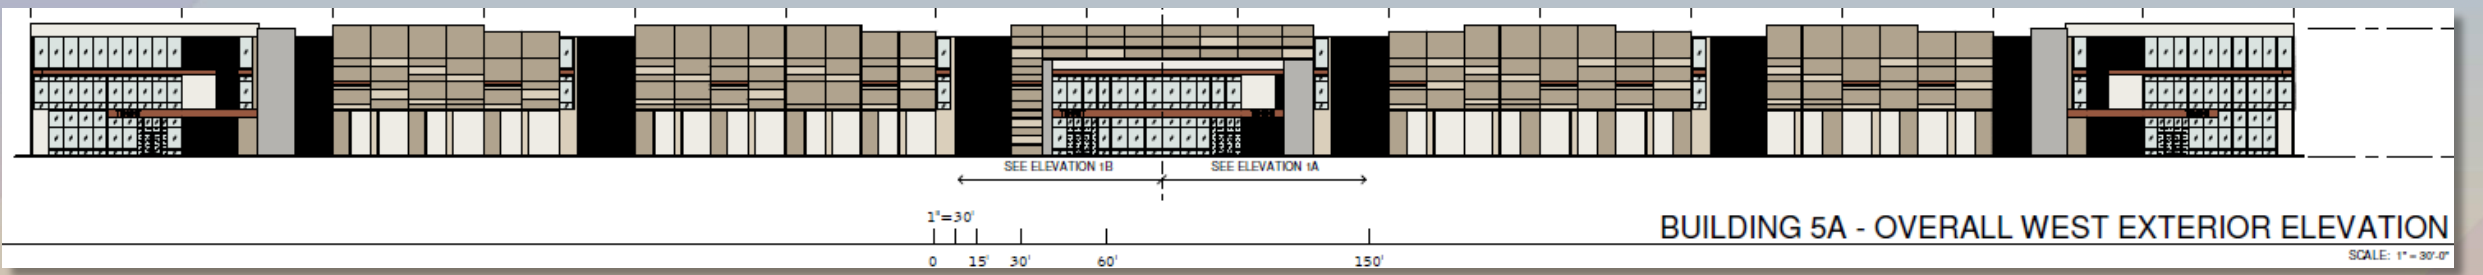 SEE ELEVATION 1B
SEE ELEVATION 1A
1"=30'
0 15' 30' 60' 150'
BUILDING 5A - OVERALL WEST EXTERIOR ELEVATION
SCALE: 1" = 30'-0"